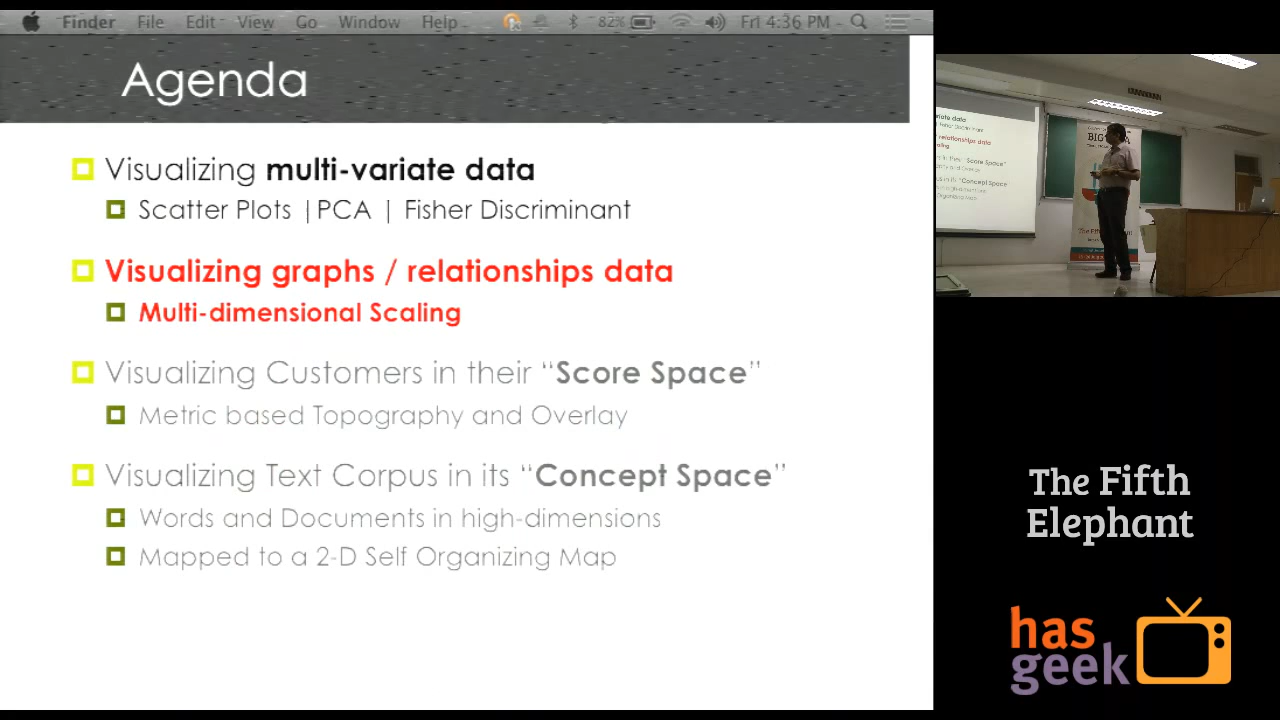 Finder File Edit View Go Window Help 82% Fri 4:36 PM
Agenda
Visualizing multi-variate data
Scatter Plots |PCA | Fisher Discriminant
Visualizing graphs / relationships data
Multi-dimensional Scaling
Visualizing Customers in their “Score Space”
Metric based Topography and Overlay
Visualizing Text Corpus in its “Concept Space”
Words and Documents in high-dimensions
Mapped to a 2-D Self Organizing Map
The Fifth
Elephant
has
geek